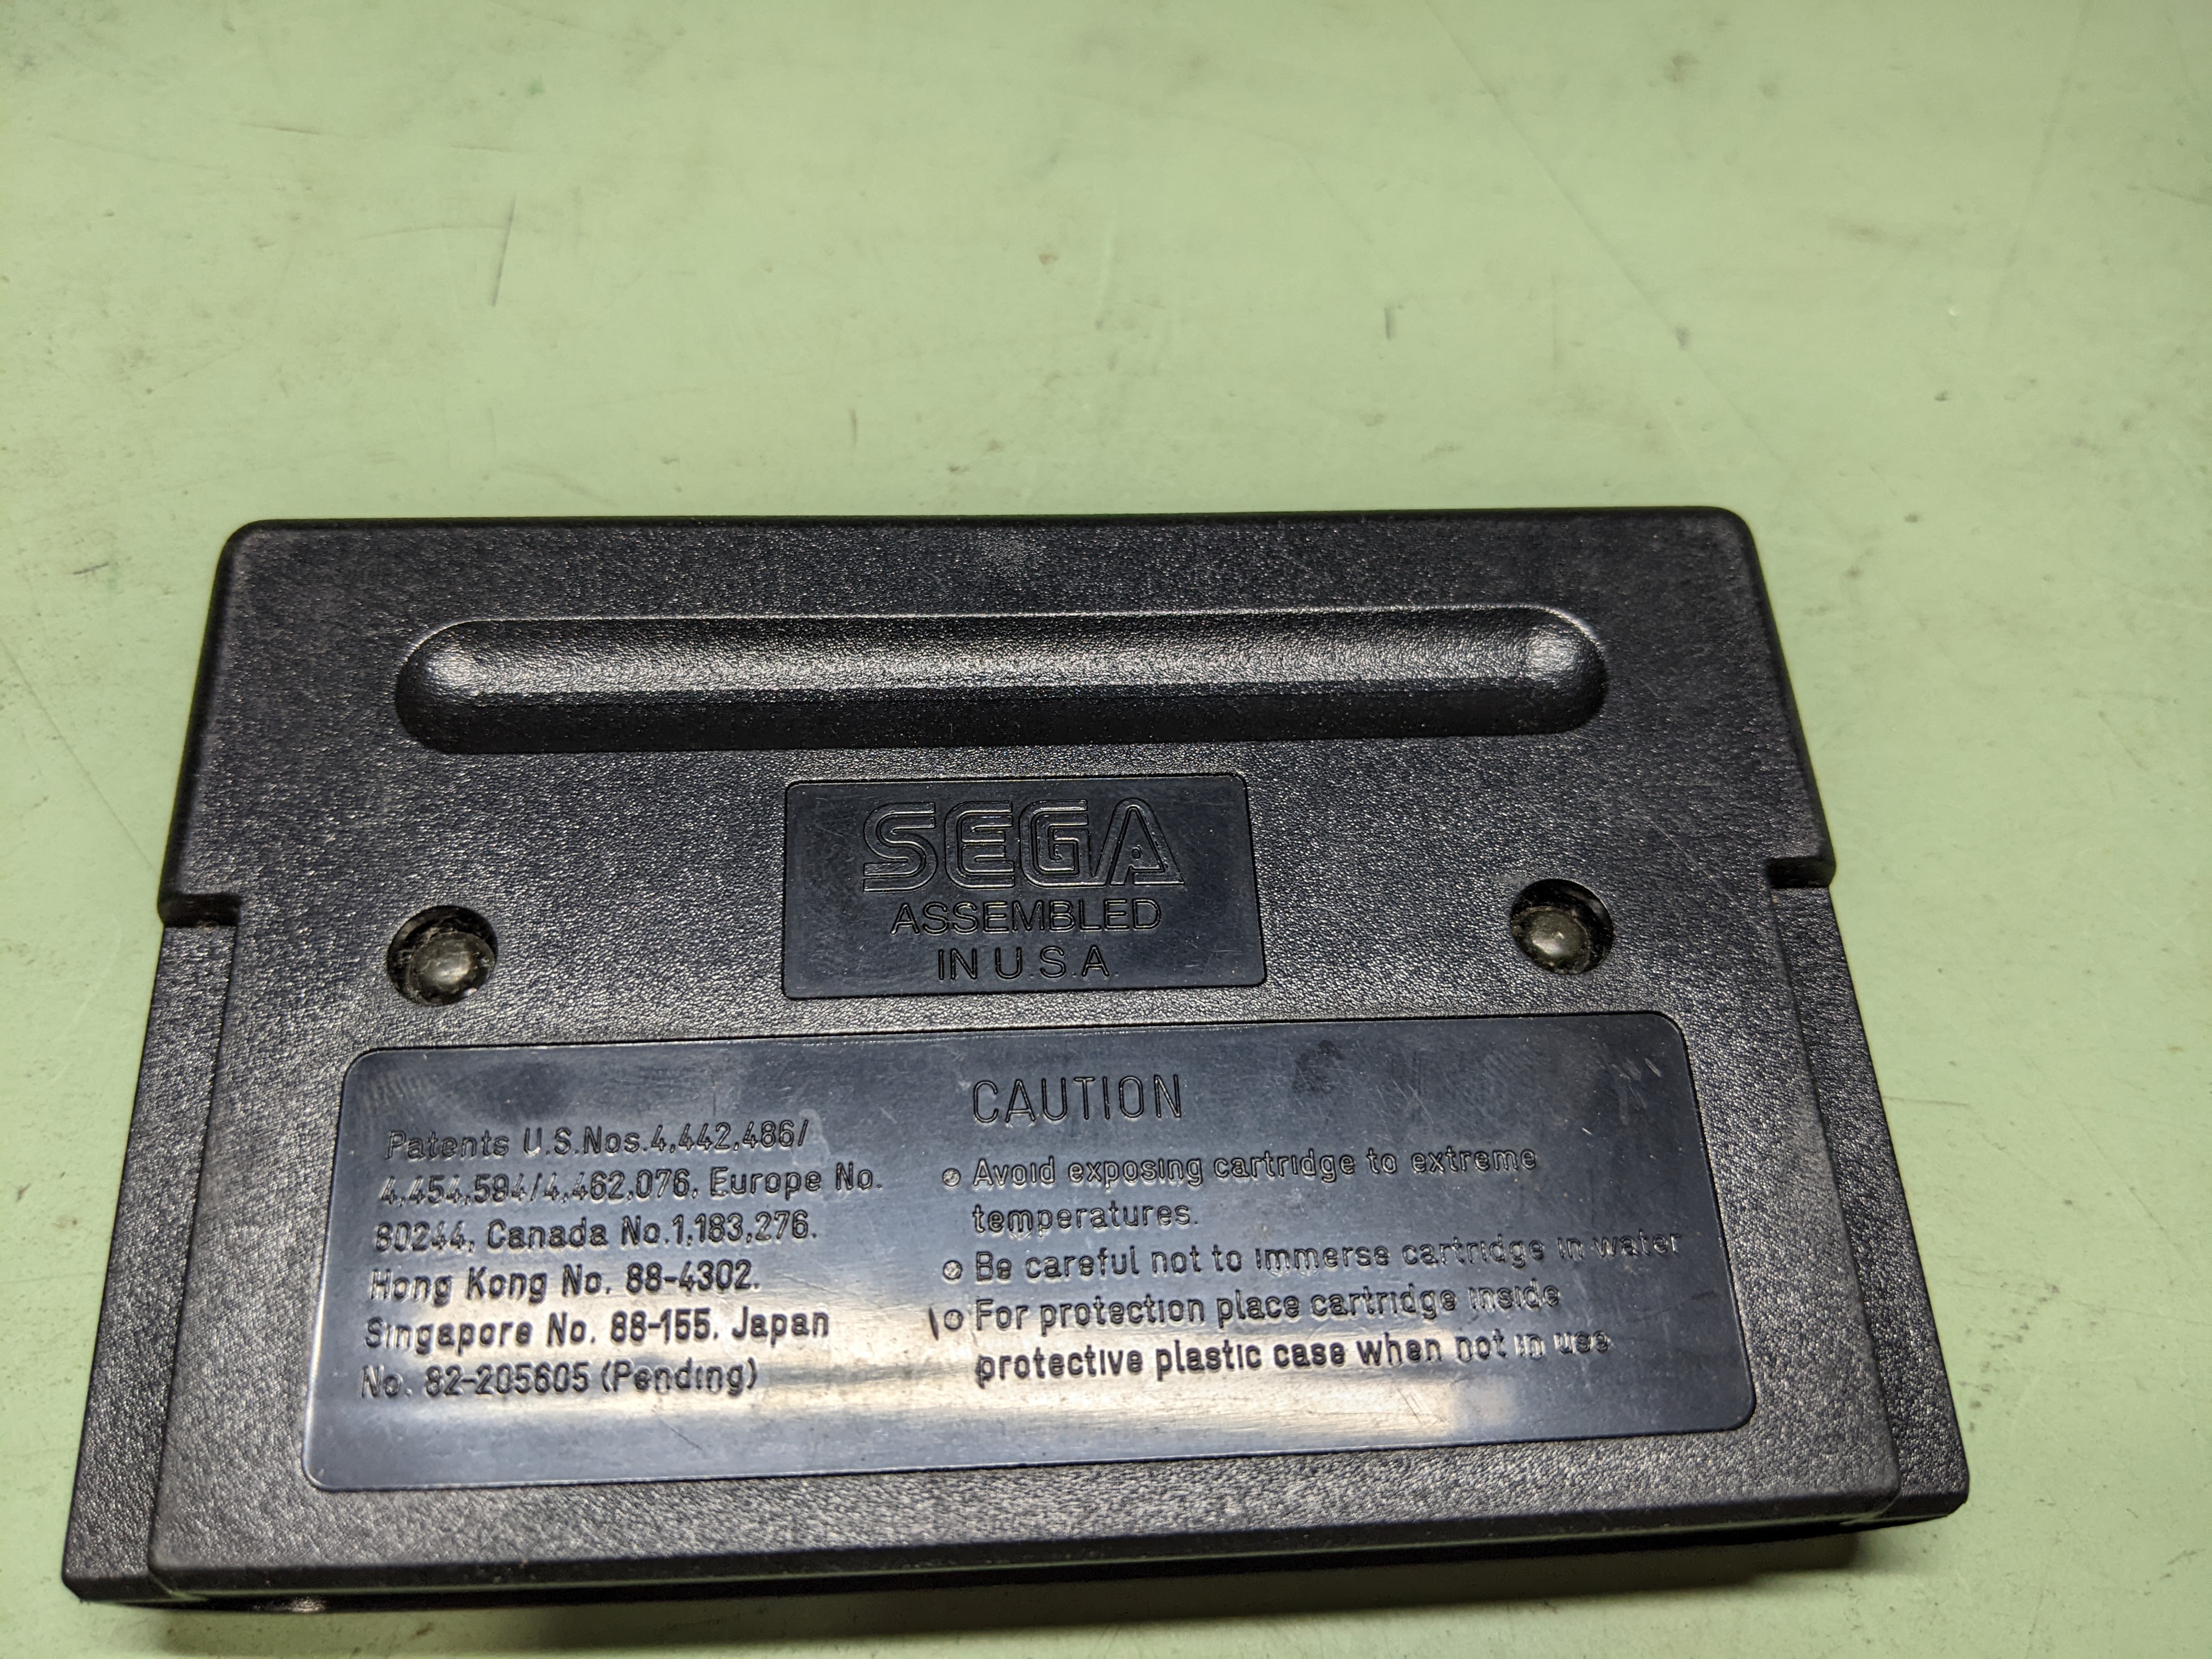 SEGA
ASSEMBLED
IN U.S.A.
Patents U.S.Nos.4,442,486/
4,454,594/4,462,076, Europe No.
80244, Canada No.1,183,276.
Hong Kong No. 88-4302.
Singapore No. 88-155. Japan
No. 82-205605 (Pending)
CAUTION
Avoid exposing cartridge to extreme
temperatures.
Be careful not to immerse cartridge in water
For protection place cartridge inside
protective plastic case when not in use